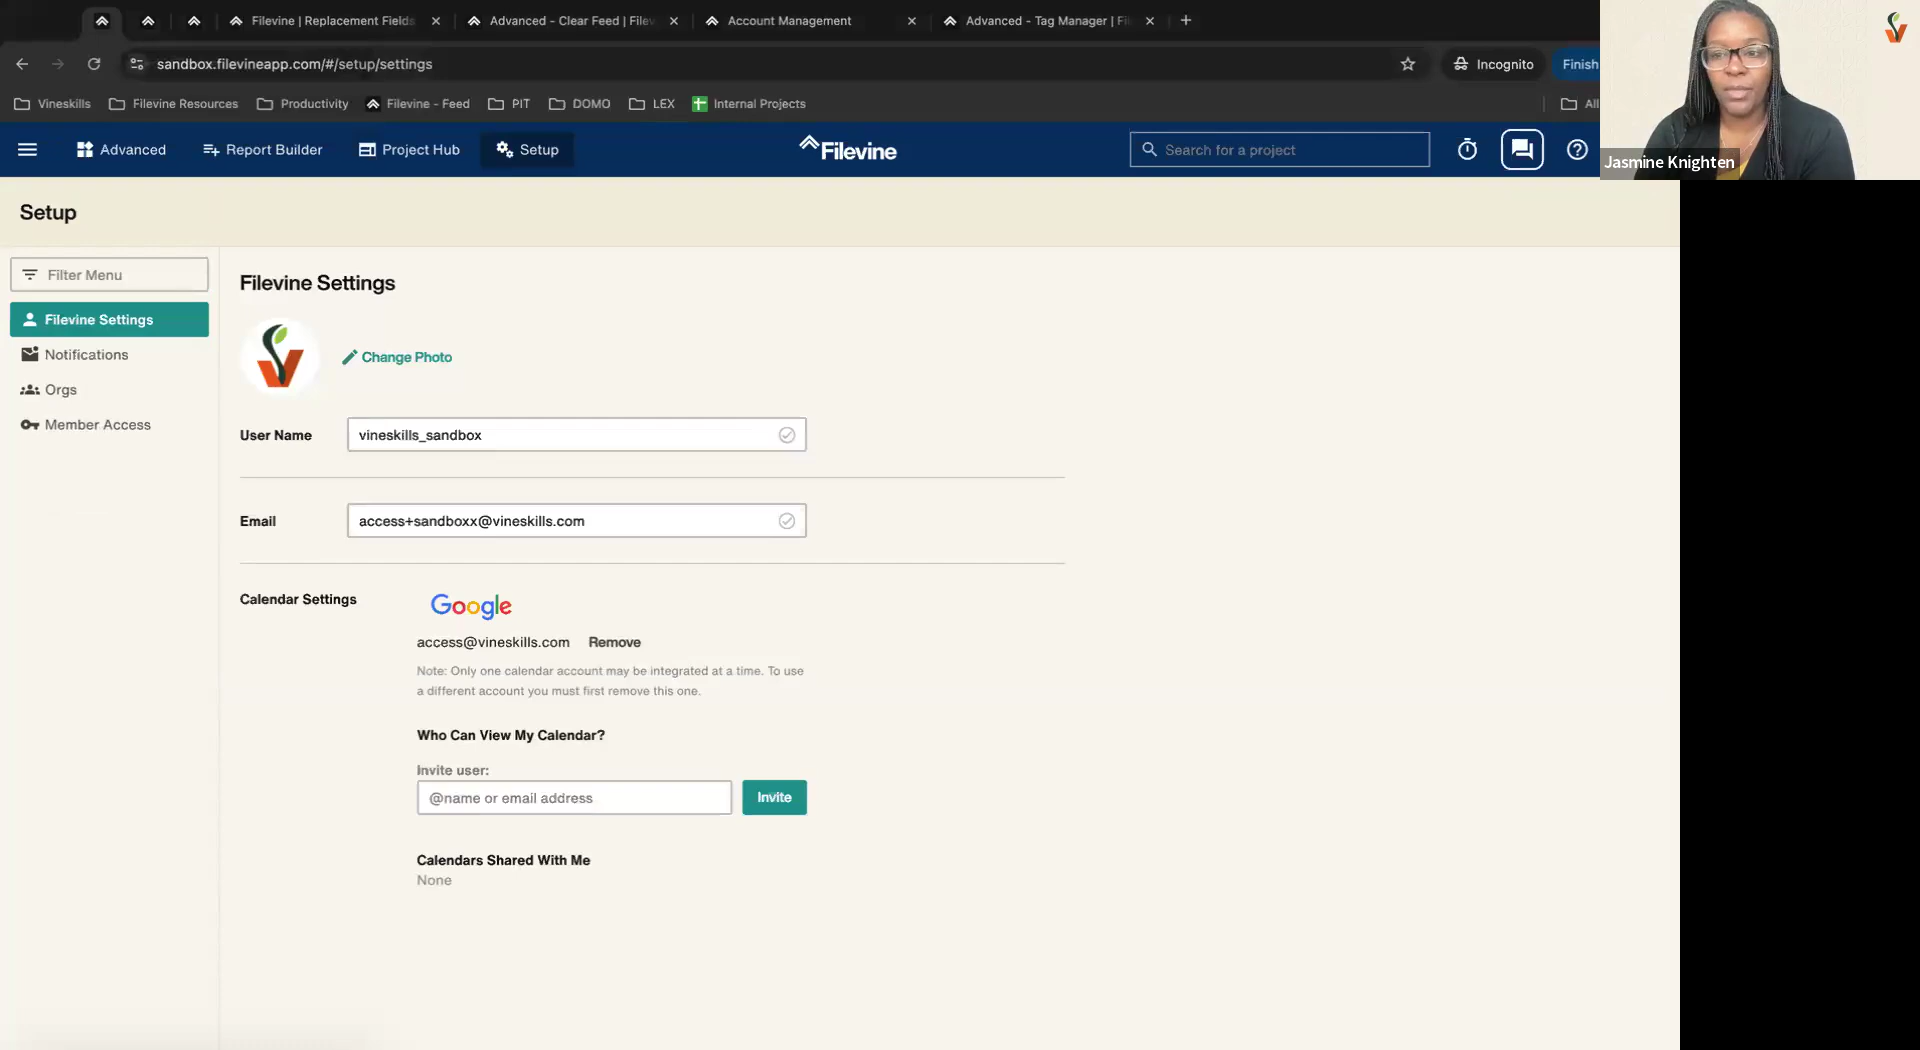 Filevine | Replacement Fields
Advanced - Clear Feed | Filev
Account Management
Advanced - Tag Manager | Fil
sandbox.filevineapp.com/#/setup/settings
Incognito
Finish
Vineskills
Filevine Resources
Productivity
Filevine - Feed
PIT
DOMO
LEX
Internal Projects
All
Advanced
Report Builder
Project Hub
Setup
Filevine
Search for a project
Jasmine Knighten
Setup
Filter Menu
Filevine Settings
Notifications
Orgs
Member Access
Filevine Settings
Change Photo
User Name
vineskills_sandbox
Email
access+sandboxx@vineskills.com
Calendar Settings
Google
access@vineskills.com Remove
Note: Only one calendar account may be integrated at a time. To use
a different account you must first remove this one.
Who Can View My Calendar?
Invite user:
@name or email address
Invite
Calendars Shared With Me
None